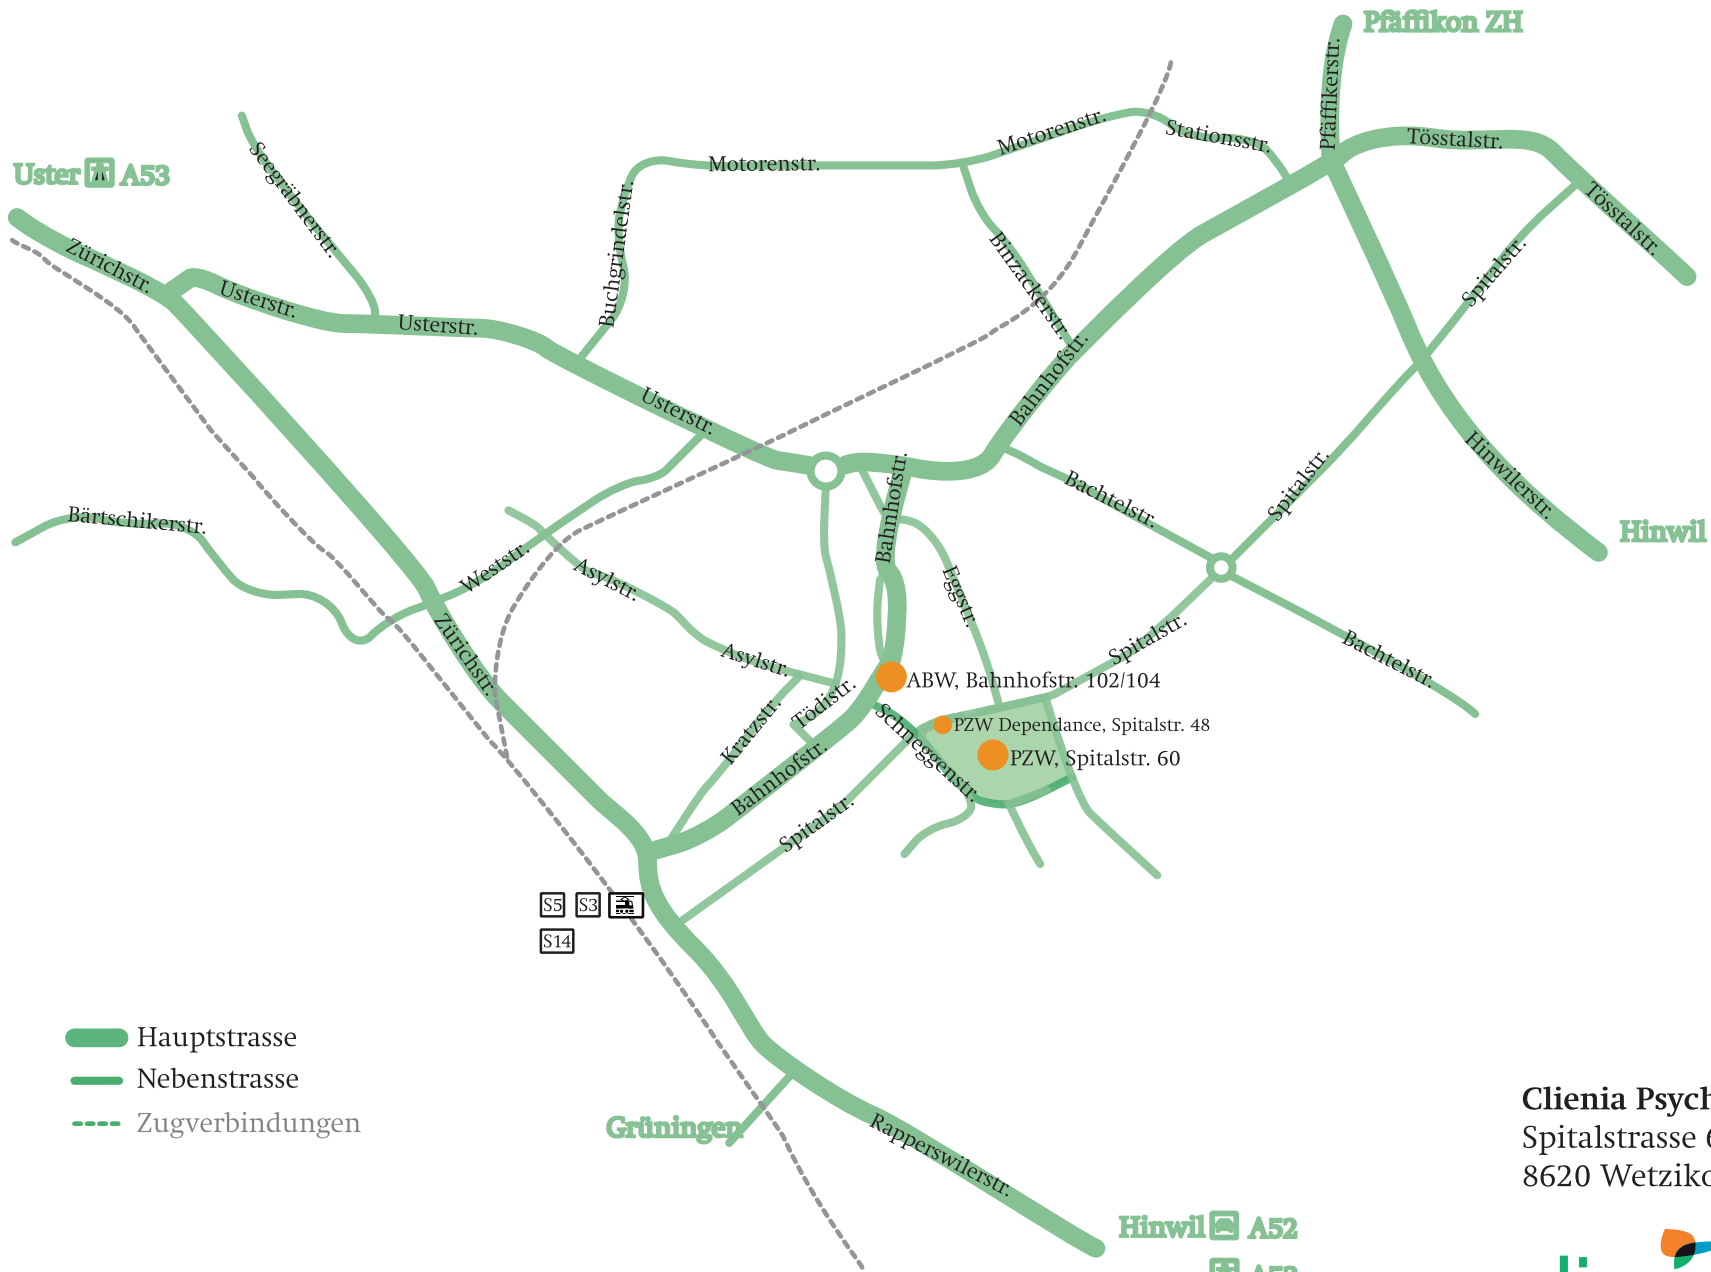 Pfäffikon ZH
Pfäffikerstr.
Tösstalstr.
Tösstalstr.
Motorenstr.
Stationsstr.
Motorenstr.
Segräbnerstr.
Uster A53
Zürichstr.
Usterstr.
Usterstr.
Buchgrindelstr.
Binzackerstr.
Spitalstr.
Usterstr.
Bahnhofstr.
Bahnhofstr.
Bachtelstr.
Spitalstr.
Hinwilerstr.
Hinwil
Bärtschikerstr.
Weststr.
Asylstr.
Eggstr.
Zürichstr.
Asylstr.
Spitalstr.
Bachtelstr.
ABW, Bahnhofstr. 102/104
Tödistr.
Kratzstr.
Schneggenstr.
PZW Dependance, Spitalstr. 48
PZW, Spitalstr. 60
Bahnhofstr.
Spitalstr.
S5 S3
S14
Hauptstrasse
Nebenstrasse
Zugverbindungen
Grüningen
Rapperswilerstr.
Hinwil A52
Clienia Psych
Spitalstrasse
8620 Wetziko